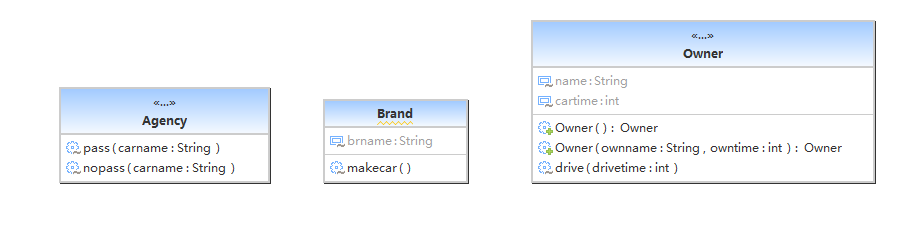 «...»
Agency
pass(carname:String )
nopass(carname:String )
Brand
brname:String
makecar()
«...»
Owner
name:String
cartime:int
Owner(): Owner
Owner(ownname:String, owntime:int): Owner
drive(drivetime:int)